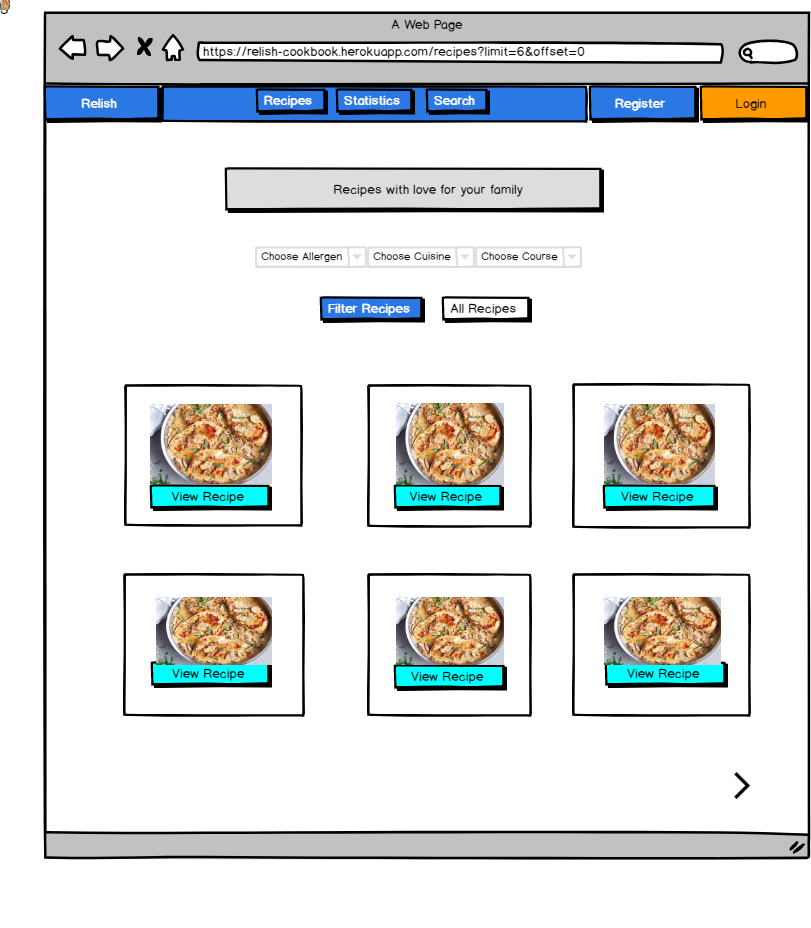 A Web Page
https://relish-cookbook.herokuapp.com/recipes?limit=6&offset=0
Relish
Recipes
Statistics
Search
Register
Login
Recipes with love for your family
Choose Allergen
Choose Cuisine
Choose Course
Filter Recipes
All Recipes
View Recipe
View Recipe
View Recipe
View Recipe
View Recipe
View Recipe